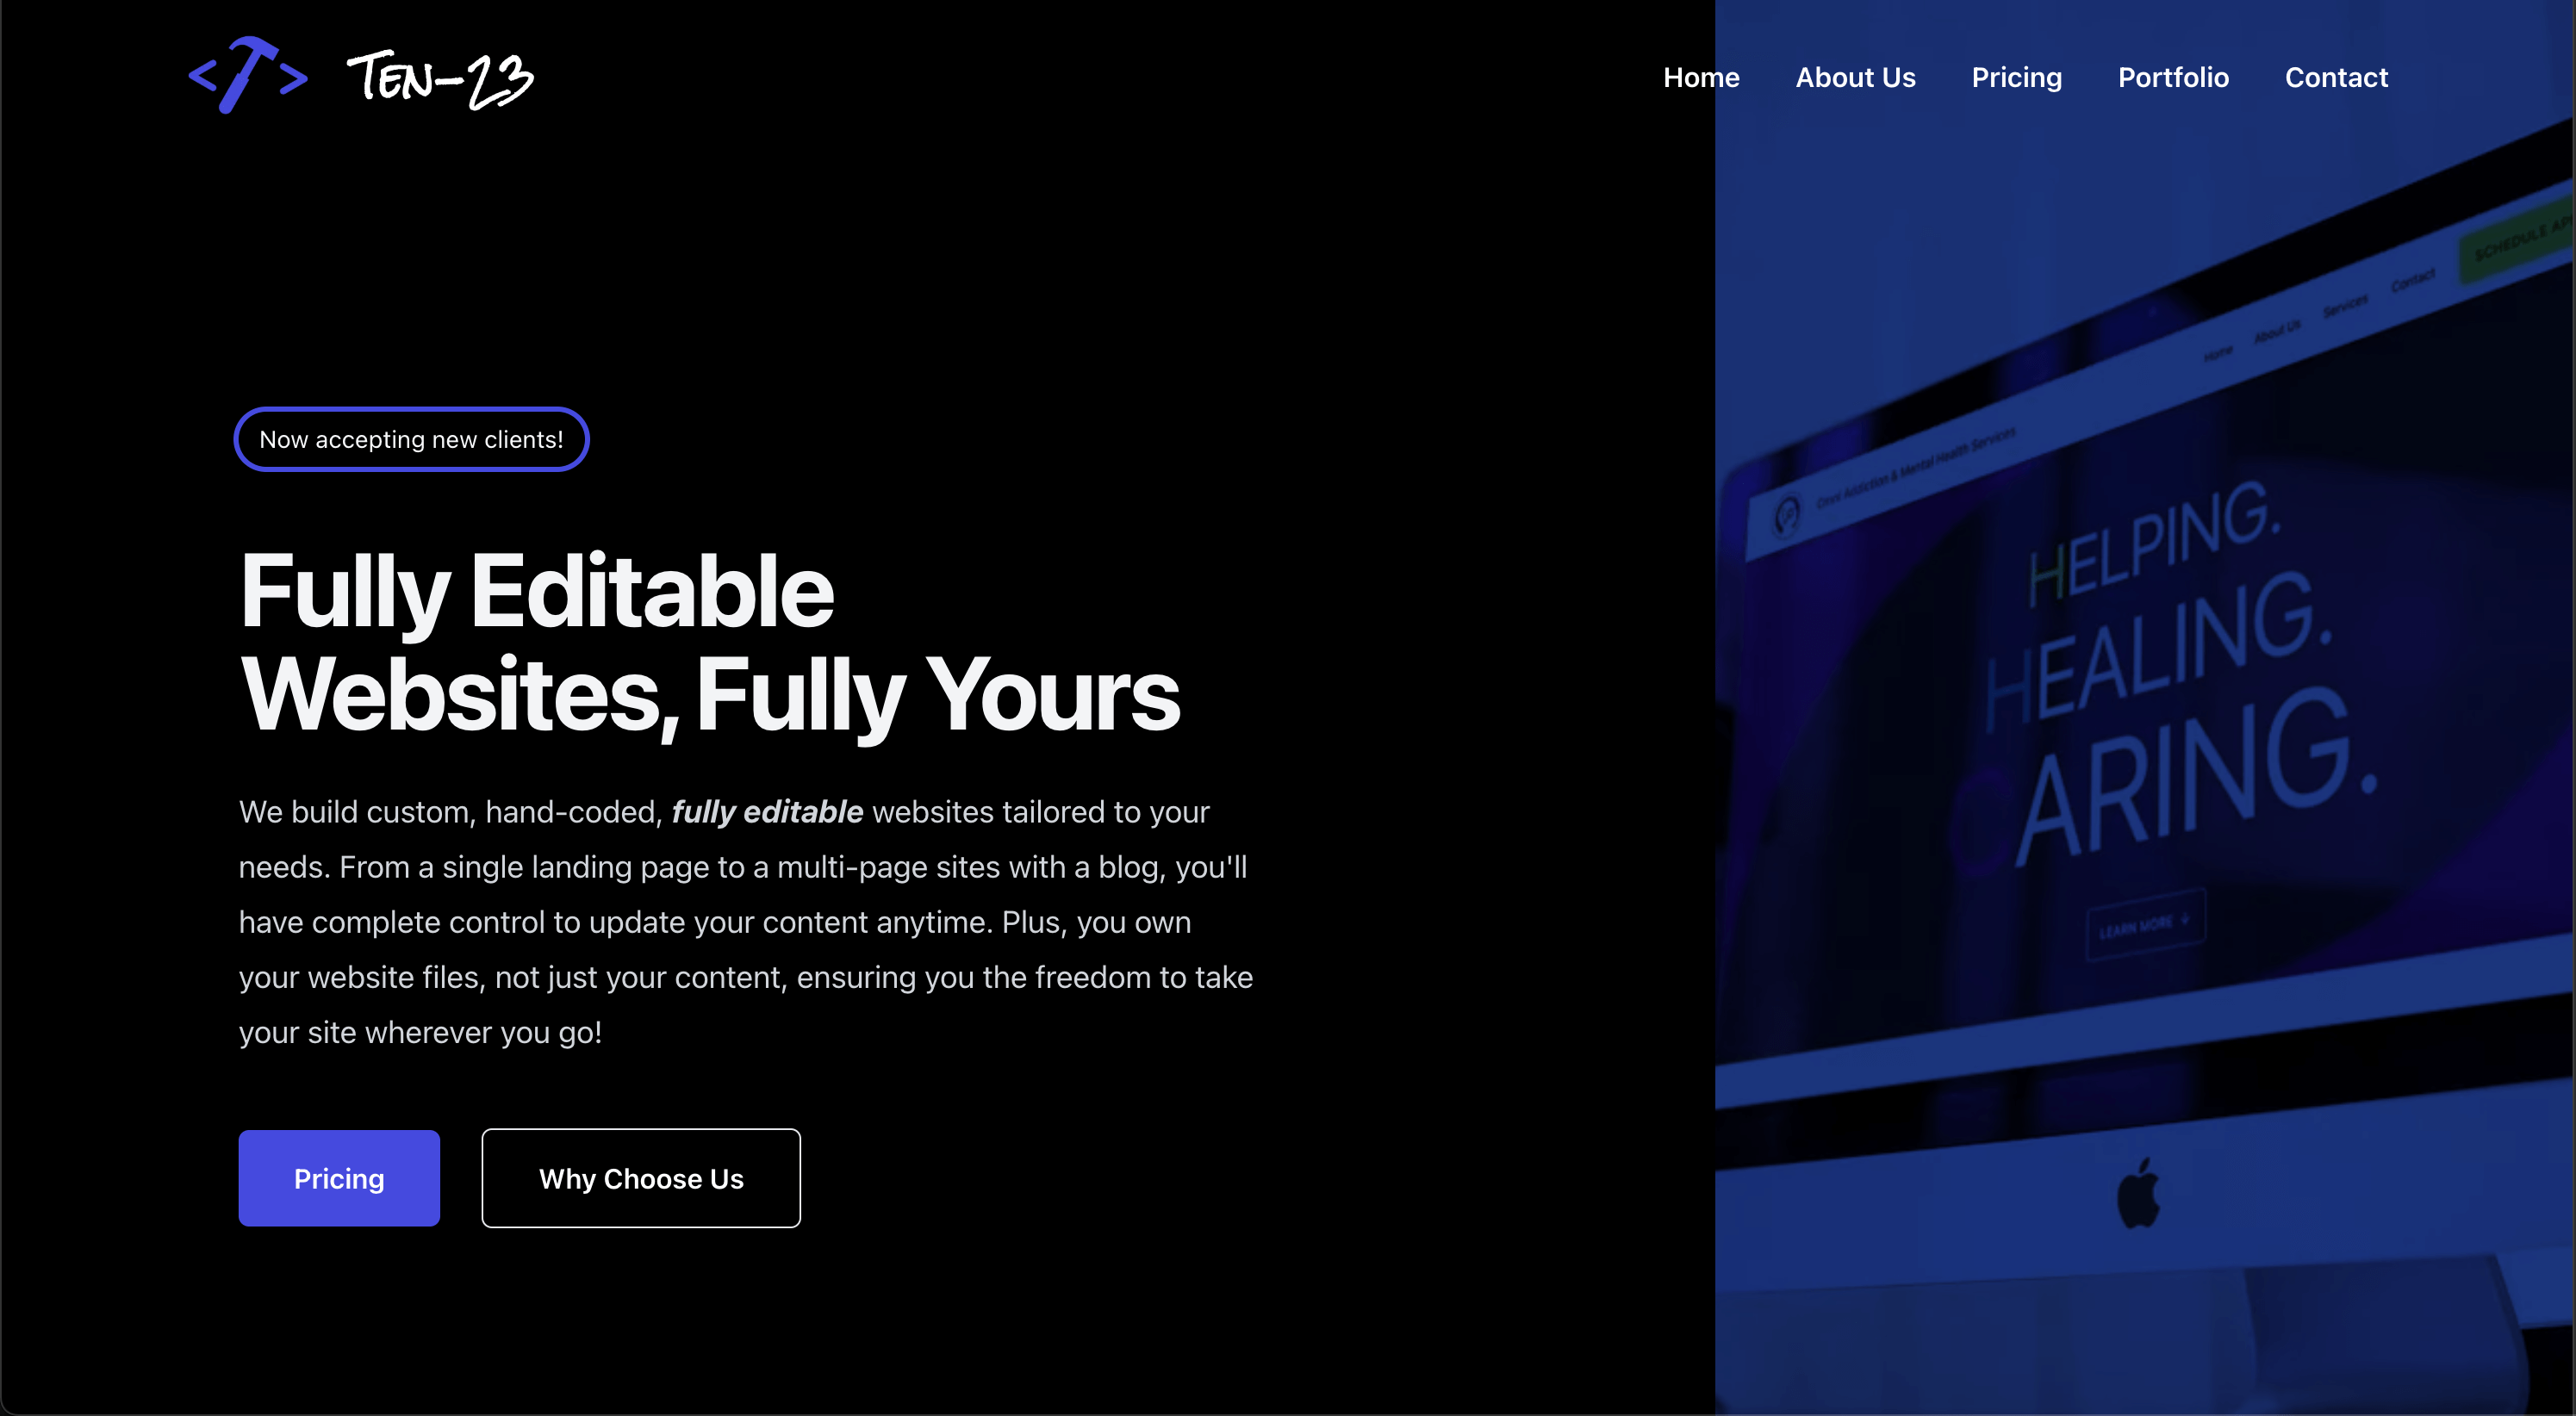 TEN-23
Home About Us Pricing Portfolio Contact
SCHEDULE
Home About Us Services Contact
Omni Addiction & Mental Health Services
Now accepting new clients!
HELPING.
HEALING.
CARING.
LEARN MORE
Fully Editable
Websites, Fully Yours
We build custom, hand-coded, fully editable websites tailored to your
needs. From a single landing page to a multi-page sites with a blog, you'll
have complete control to update your content anytime. Plus, you own
your website files, not just your content, ensuring you the freedom to take
your site wherever you go!
Pricing Why Choose Us